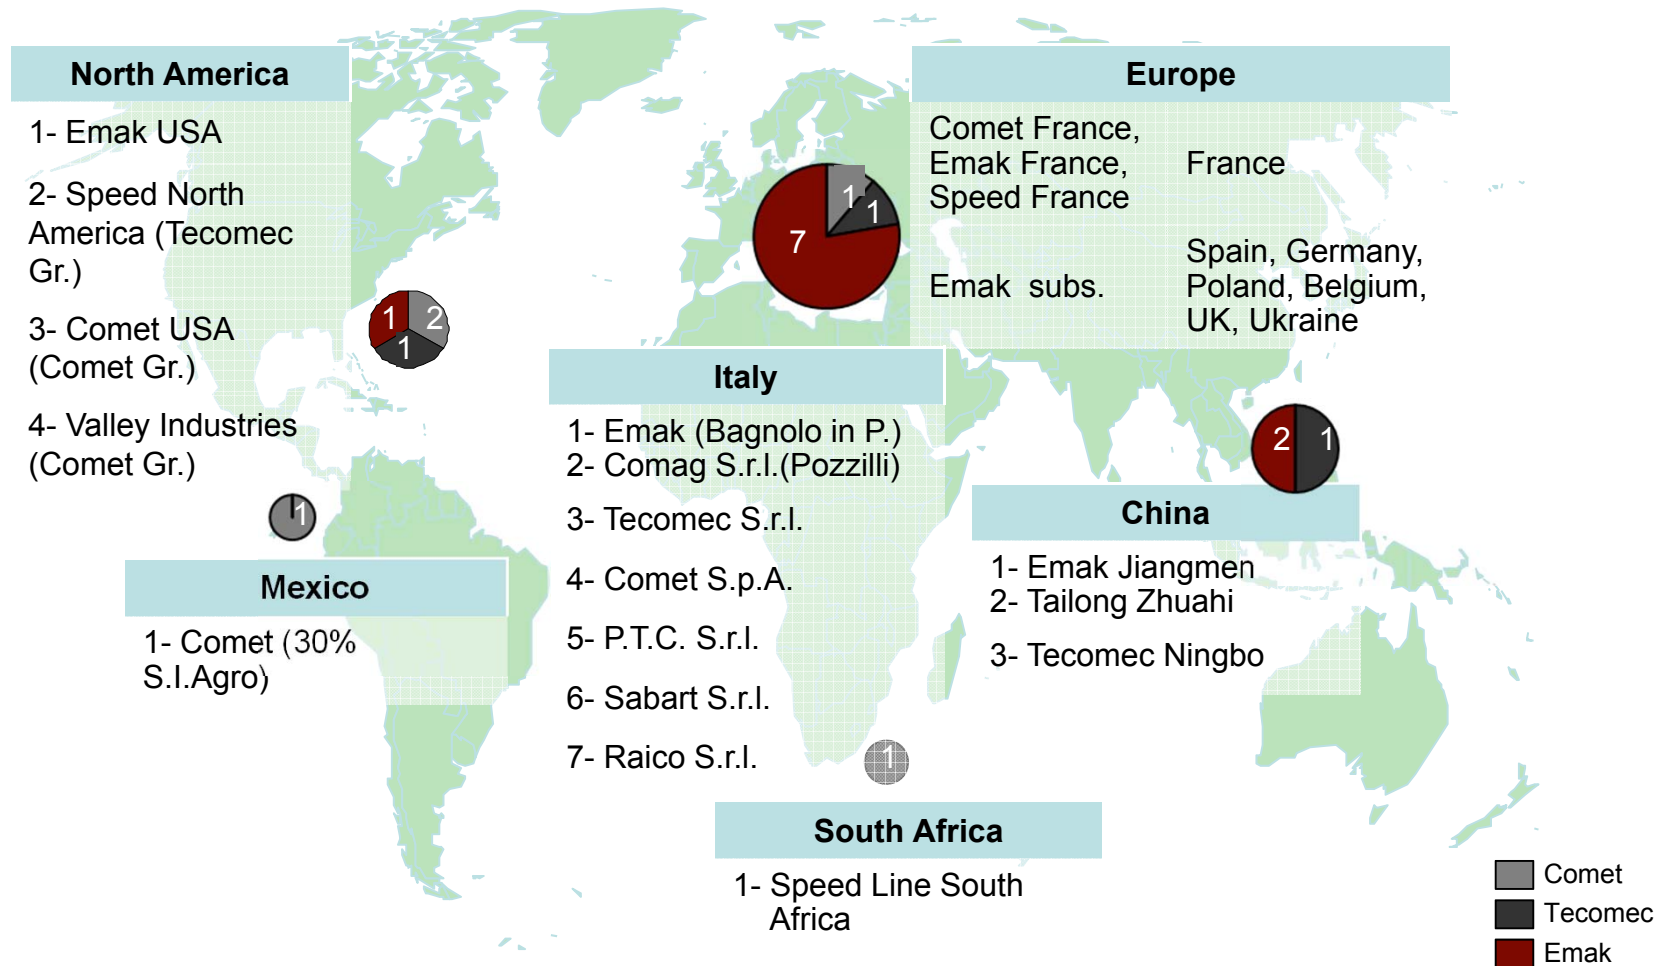 North America
1- Emak USA
2- Speed North
America (Tecomec
Gr.)
3- Comet USA
(Comet Gr.)
4- Valley Industries
(Comet Gr.)
1
2
1
Europe
Comet France,
Emak France,
Speed France
France
Emak subs.
Spain, Germany,
Poland, Belgium,
UK, Ukraine
1
1
7
Italy
1- Emak (Bagnolo in P.)
2- Comag S.r.l.(Pozzilli)
3- Tecomec S.r.l.
4- Comet S.p.A.
5- P.T.C. S.r.l.
6- Sabart S.r.l.
7- Raico S.r.l.
2
1
China
1- Emak Jiangmen
2- Tailong Zhuahi
3- Tecomec Ningbo
1
Mexico
1- Comet (30%
S.I.Agro)
1
South Africa
1- Speed Line South
Africa
Comet
Tecomec
Emak